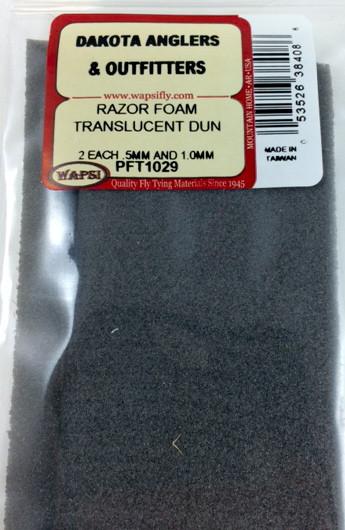 DAKOTA ANGLERS
& OUTFITTERS
www.wapsifly.com
RAZOR FOAM
TRANSLUCENT DUN
2 EACH .5MM AND 1.0MM
PFT1029
WAPSI
Quality Fly Tying Materials Since 1945
MOUNTAIN HOME • AR • USA
53526 38408
MADE IN
TAIWAN